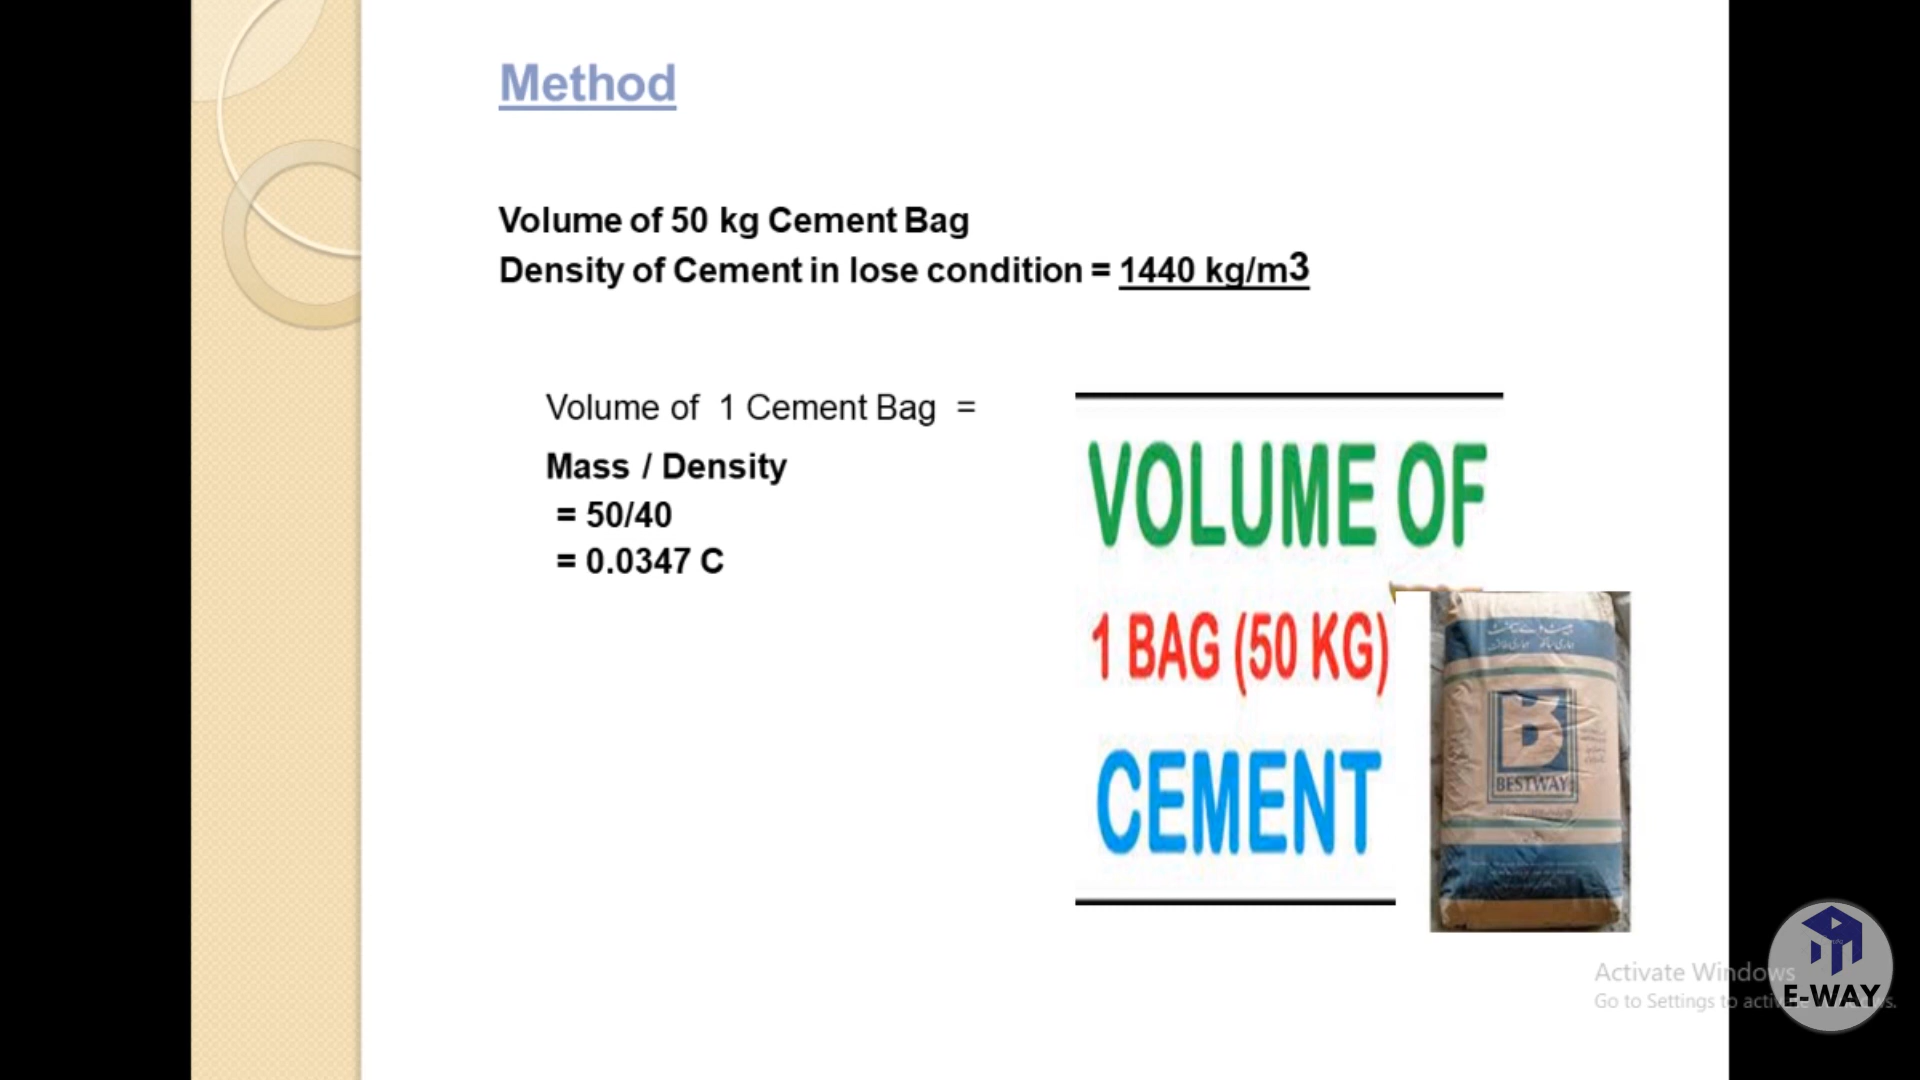 Method
Volume of 50 kg Cement Bag
Density of Cement in lose condition = 1440 kg/m3
Volume of 1 Cement Bag =
Mass / Density
= 50/40
= 0.0347 C
VOLUME OF
1 BAG (50 KG)
CEMENT
B
BESTWAY
Activate Windows
Go to Settings to
E-WAY